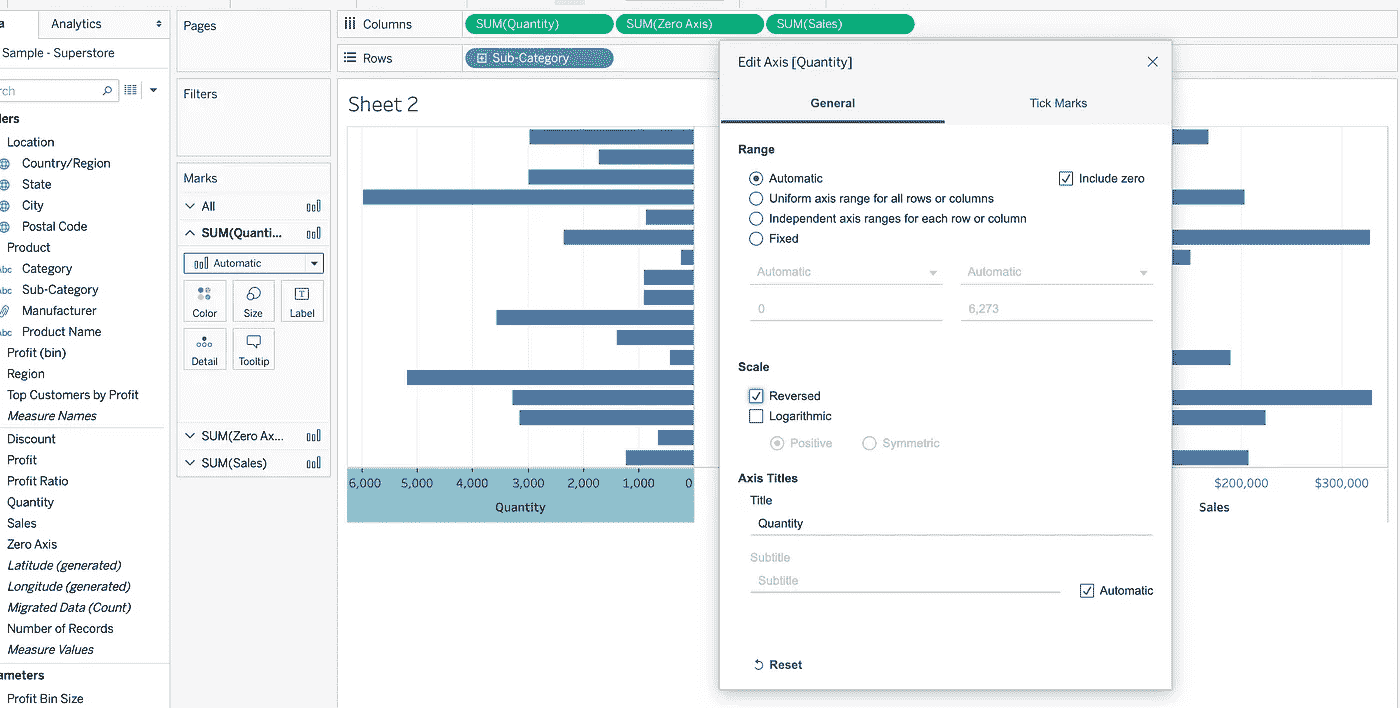 a
Analytics
Sample - Superstore
rch
ers
Location
Country/Region
State
City
Postal Code
Product
Abc Category
Abc Sub-Category
Manufacturer
Abc Product Name
Profit (bin)
Region
Top Customers by Profit
Measure Names
Discount
Profit
Profit Ratio
Quantity
Sales
Zero Axis
Latitude (generated)
Longitude (generated)
Migrated Data (Count)
Number of Records
Measure Values
ameters
Profit Bin Size
Pages
Filters
Marks
All
SUM(Quanti...
Automatic
Color
Size
Label
Detail
Tooltip
SUM(Zero Ax...
SUM(Sales)
Columns
SUM(Quantity)
SUM(Zero Axis)
SUM(Sales)
Rows
Sub-Category
Sheet 2
6,000
5,000
4,000
3,000
2,000
1,000
0
Quantity
Edit Axis [Quantity]
General
Tick Marks
Range
Automatic
Include zero
Uniform axis range for all rows or columns
Independent axis ranges for each row or column
Fixed
Automatic
Automatic
0
6,273
Scale
Reversed
Logarithmic
Positive
Symmetric
Axis Titles
Title
Quantity
Subtitle
Subtitle
Automatic
Reset
$200,000
$300,000
Sales